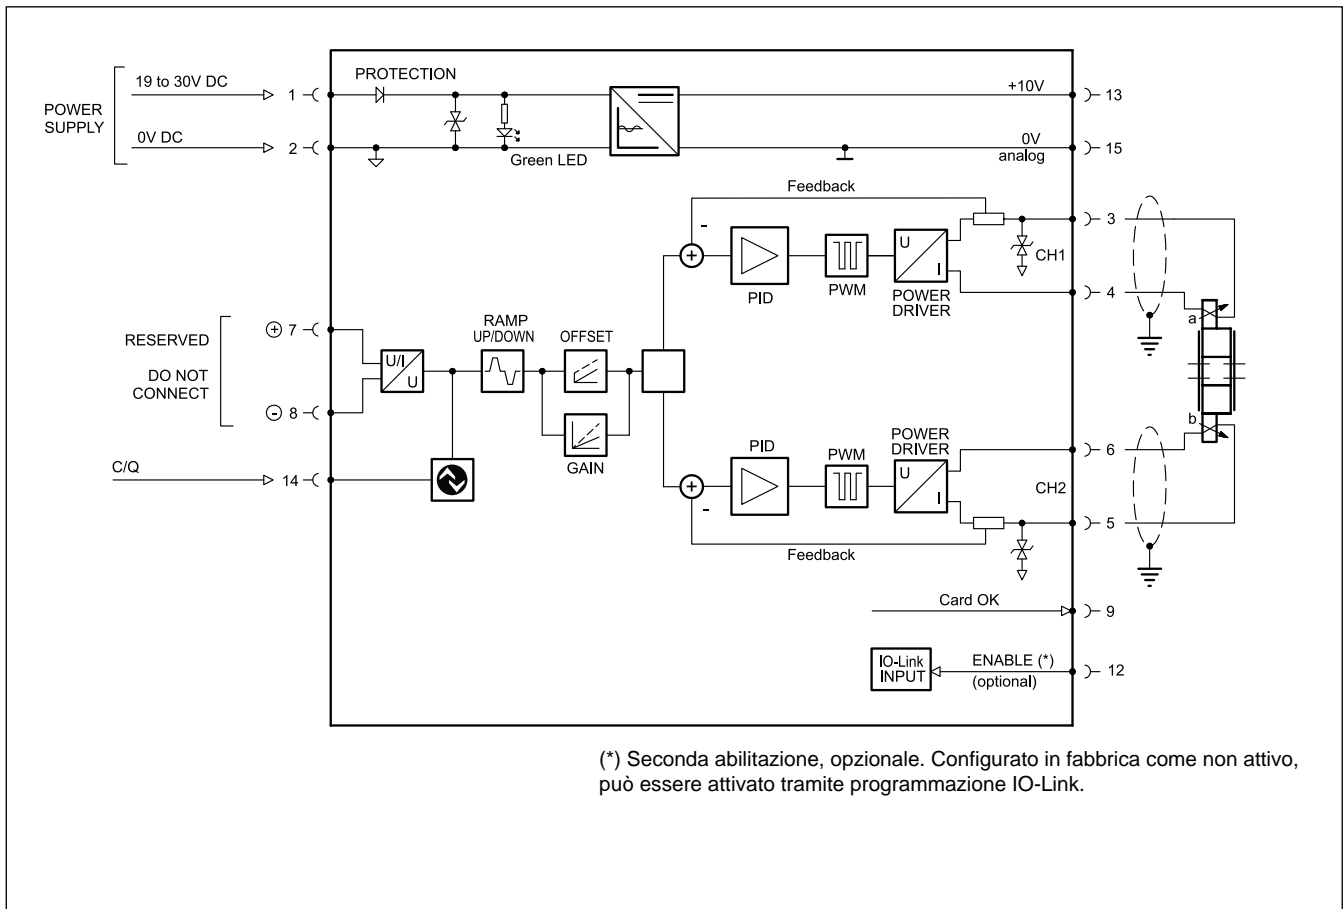 POWER
SUPPLY
19 to 30V DC
1
0V DC
2
PROTECTION
Green LED
+10V
13
0V
analog
15
Feedback
-
+
PID
PWM
U
I
POWER
DRIVER
CH1
3
4
RESERVED
DO NOT
CONNECT
+ 7
- 8
U/I
U
RAMP
UP/DOWN
OFFSET
GAIN
C/Q
14
a
b
+
-
PID
PWM
POWER
DRIVER
U
I
CH2
6
5
Feedback
Card OK
9
IO-Link
INPUT
ENABLE (*)
(optional)
12
(*) Seconda abilitazione, opzionale. Configurato in fabbrica come non attivo,
può essere attivato tramite programmazione IO-Link.